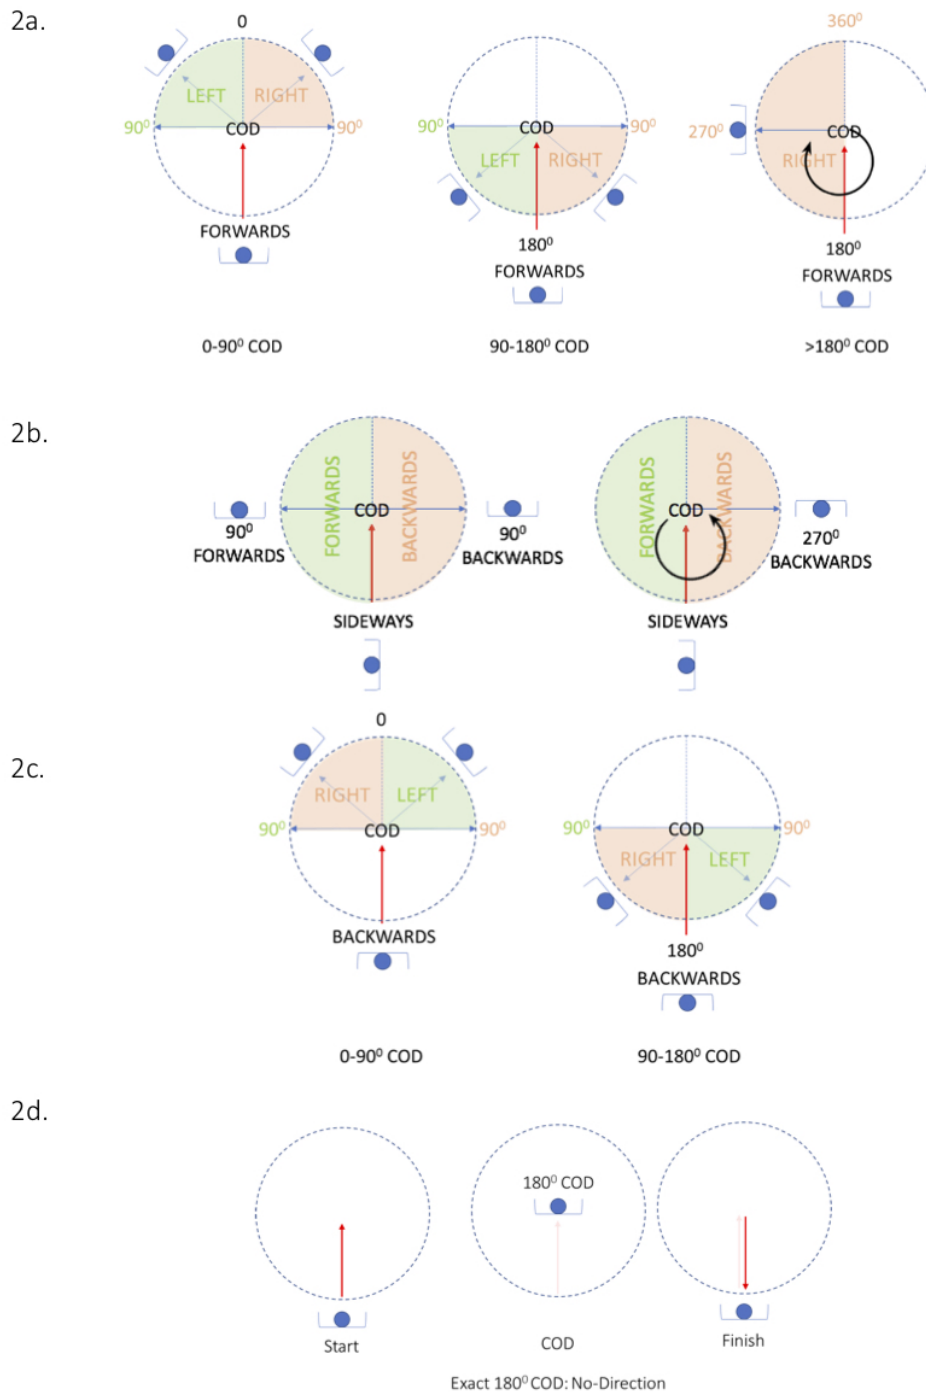 2a.
0
LEFT
RIGHT
90⁰
COD
90⁰
FORWARDS
0-90⁰ COD
90⁰
COD
90⁰
LEFT
RIGHT
180⁰
FORWARDS
90-180⁰ COD
360⁰
270⁰
COD
RIGHT
180⁰
FORWARDS
>180⁰ COD
2b.
FORWARDS
BACKWARDS
COD
90⁰
FORWARDS
90⁰
BACKWARDS
SIDEWAYS
FORWARDS
BACKWARDS
COD
270⁰
BACKWARDS
SIDEWAYS
2c.
0
RIGHT
LEFT
90⁰
COD
90⁰
BACKWARDS
0-90⁰ COD
90⁰
COD
90⁰
RIGHT
LEFT
180⁰
BACKWARDS
90-180⁰ COD
2d.
Start
180⁰ COD
COD
Finish
Exact 180⁰ COD: No-Direction